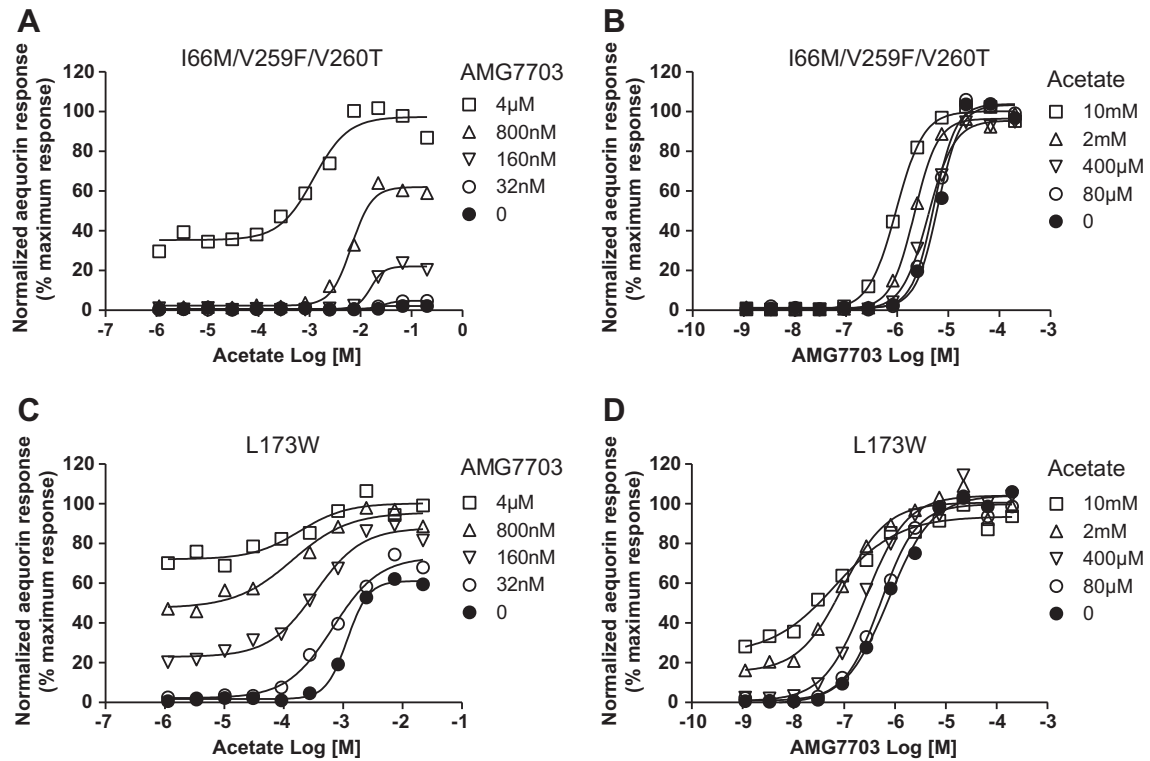 A
I66M/V259F/V260T
Normalized aequorin response
(% maximum response)
120
100
80
60
40
20
0
-7
-6
-5
-4
-3
-2
-1
0
Acetate Log [M]
AMG7703
4µM
800nM
160nM
32nM
0
B
I66M/V259F/V260T
Normalized aequorin response
(% maximum response)
120
100
80
60
40
20
0
-10
-9
-8
-7
-6
-5
-4
-3
AMG7703 Log [M]
Acetate
10mM
2mM
400µM
80µM
0
C
L173W
Normalized aequorin response
(% maximum response)
120
100
80
60
40
20
0
-7
-6
-5
-4
-3
-2
-1
Acetate Log [M]
AMG7703
4µM
800nM
160nM
32nM
0
D
L173W
Normalized aequorin response
(% maximum response)
120
100
80
60
40
20
0
-10
-9
-8
-7
-6
-5
-4
-3
AMG7703 Log [M]
Acetate
10mM
2mM
400µM
80µM
0